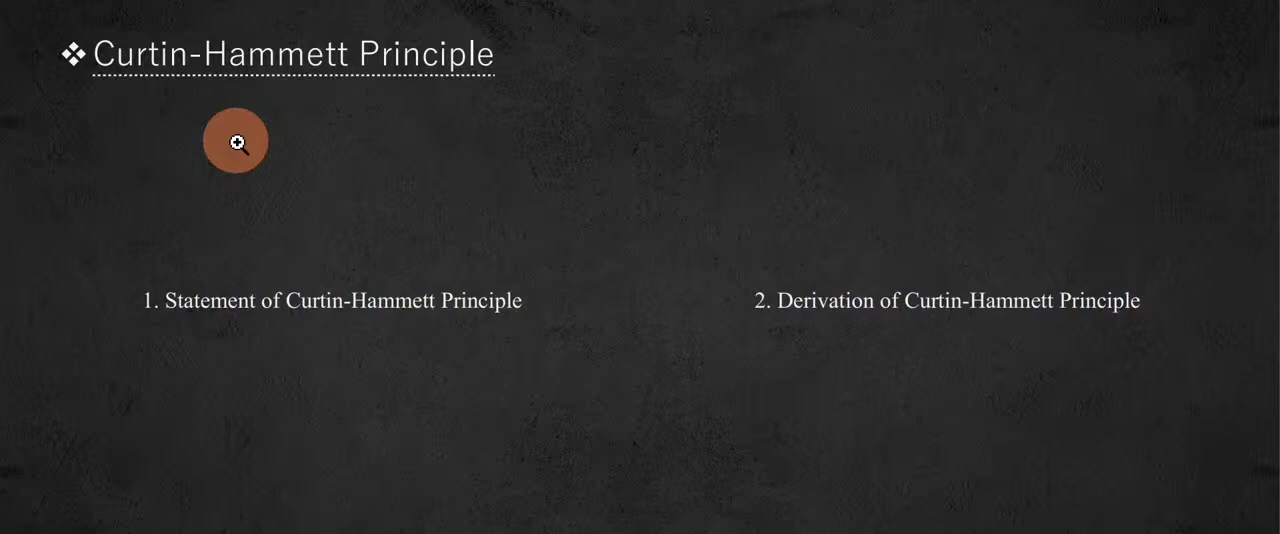 ❖ Curtin-Hammett Principle
1. Statement of Curtin-Hammett Principle
2. Derivation of Curtin-Hammett Principle